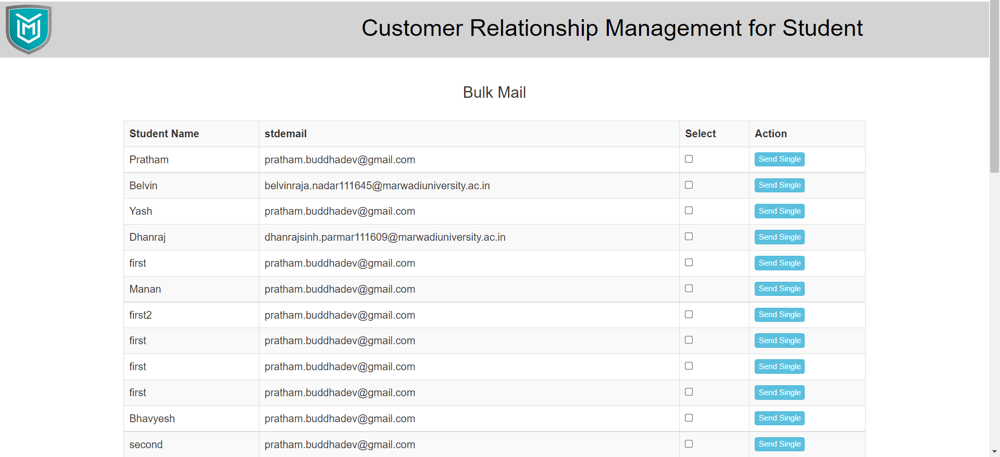 Customer Relationship Management for Student
Bulk Mail
Student Name stdemail Select Action
Pratham pratham.buddhadev@gmail.com Send Single
Belvin belvinraja.nadar111645@marwadiuniversity.ac.in Send Single
Yash pratham.buddhadev@gmail.com Send Single
Dhanraj dhanrajsinh.parmar111609@marwadiuniversity.ac.in Send Single
first pratham.buddhadev@gmail.com Send Single
Manan pratham.buddhadev@gmail.com Send Single
first2 pratham.buddhadev@gmail.com Send Single
first pratham.buddhadev@gmail.com Send Single
first pratham.buddhadev@gmail.com Send Single
first pratham.buddhadev@gmail.com Send Single
Bhavyesh pratham.buddhadev@gmail.com Send Single
second pratham.buddhadev@gmail.com Send Single